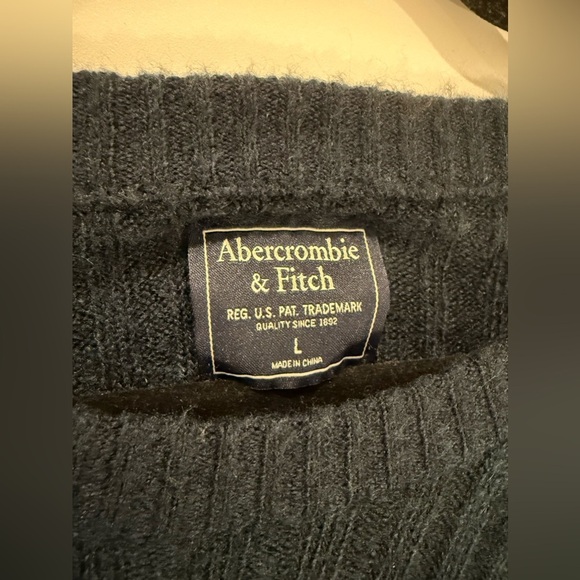 Abercrombie
& Fitch
REG. U.S. PAT. TRADEMARK
QUALITY SINCE 1892
L
MADE IN CHINA